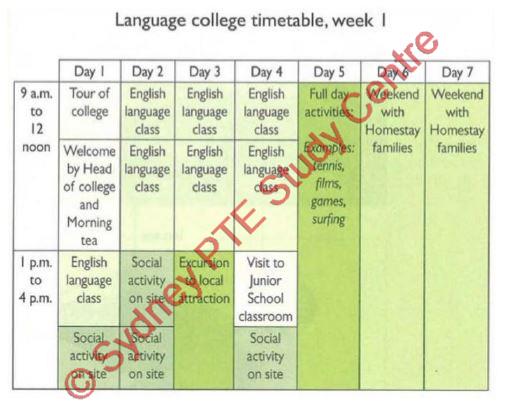 Language college timetable, week 1
Day 1 Day 2 Day 3 Day 4 Day 5 Day 6 Day 7
9 a.m.
to
12
noon
Tour of
college
English
language
class
English
language
class
English
language
class
Full day
activities:
Examples:
tennis,
films,
games,
surfing
Weekend
with
Homestay
families
Weekend
with
Homestay
families
Welcome
by Head
of college
and
Morning
tea
English
language
class
English
language
class
English
language
class
1 p.m.
to
4 p.m.
English
language
class
Social
activity
on site
Excursion
to local
attraction
Visit to
Junior
School
classroom
Social
activity
on site
Social
activity
on site
Social
activity
on site
© Sydney PTE Study Centre